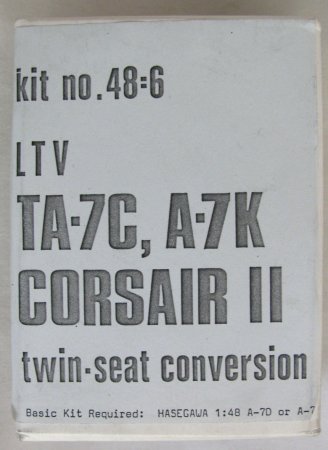 kit no.48:6
LTV
TA-7C, A-7K
CORSAIR II
twin-seat conversion
Basic Kit Required: HASEGAWA 1:48 A-7D or A-7